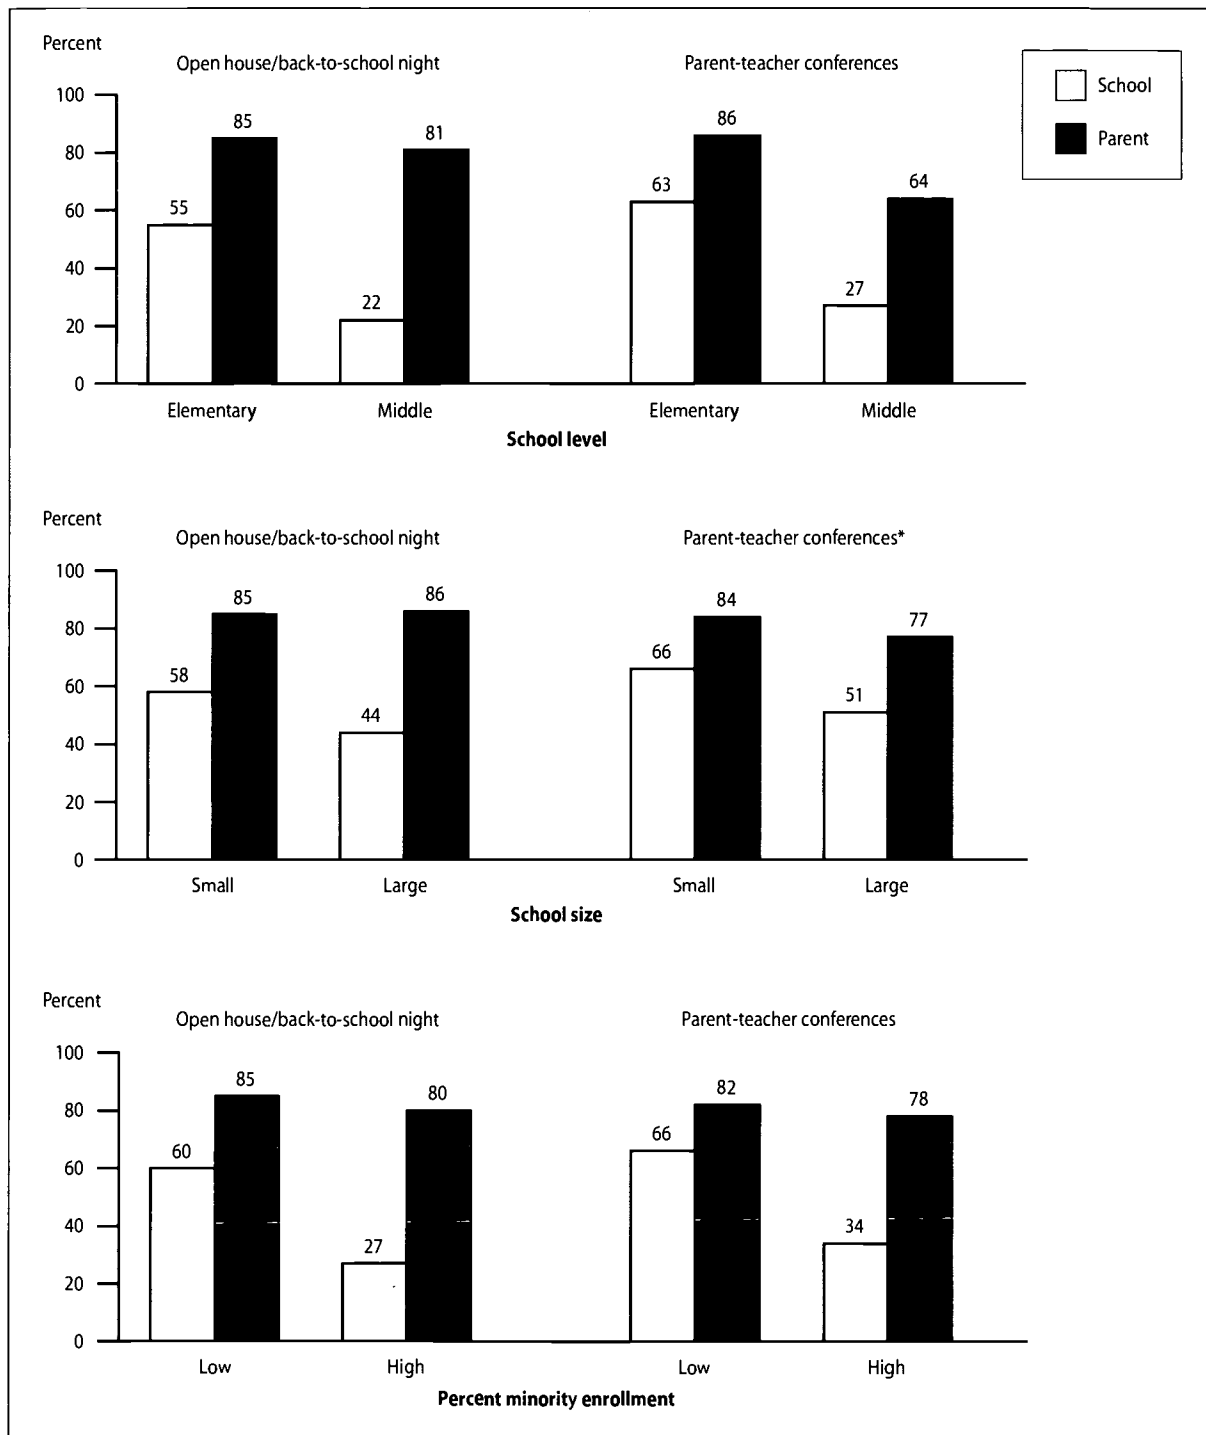 Percent
Open house/back-to-school night
Parent-teacher conferences
School
Parent
100
80
60
40
20
0
55
85
22
81
63
86
27
64
Elementary
Middle
Elementary
Middle
School level
Percent
Open house/back-to-school night
Parent-teacher conferences*
100
80
60
40
20
0
58
85
44
86
66
84
51
77
Small
Large
Small
Large
School size
Percent
Open house/back-to-school night
Parent-teacher conferences
100
80
60
40
20
0
60
85
27
80
66
82
34
78
Low
High
Low
High
Percent minority enrollment